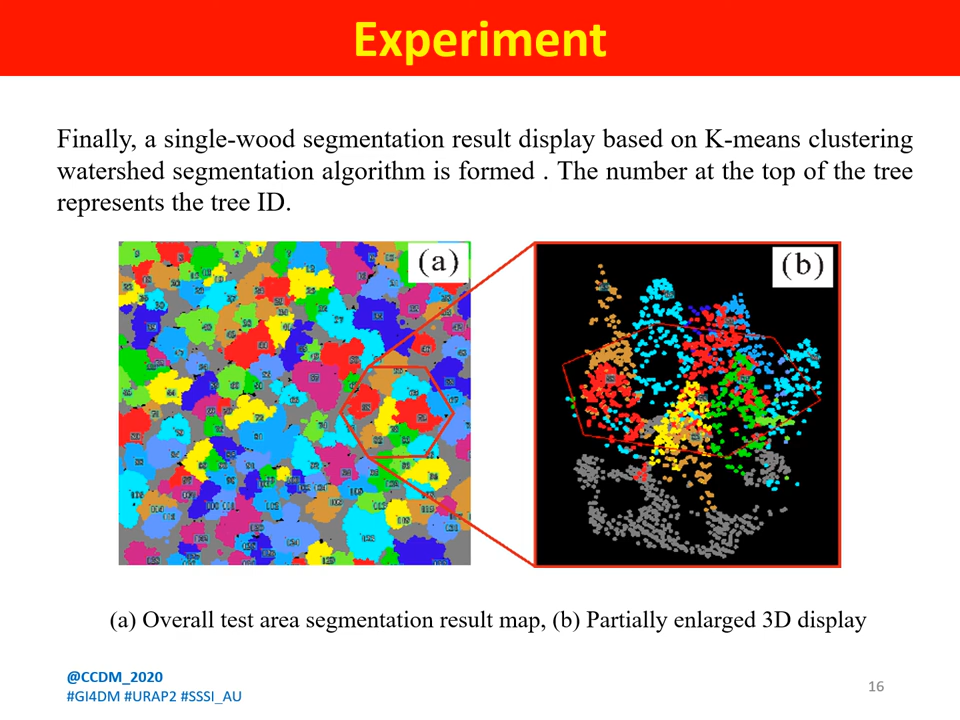 Experiment
Finally, a single-wood segmentation result display based on K-means clustering
watershed segmentation algorithm is formed . The number at the top of the tree
represents the tree ID.
(a)
(b)
(a) Overall test area segmentation result map, (b) Partially enlarged 3D display
@CCDM_2020
#GI4DM #URAP2 #SSSI_AU
16